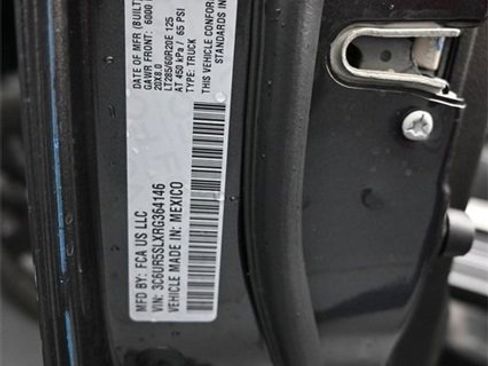 MFD BY: FCA US LLC
DATE OF MFR (BUILT)
GAWR FRONT: 6000
20X8.0
LT285/60R20E 125
AT 450 kPa / 65 PSI
TYPE: TRUCK
THIS VEHICLE CONFOR
STANDARDS IN
VIN: 3C6UR5SLXRG364146
VEHICLE MADE IN: MEXICO